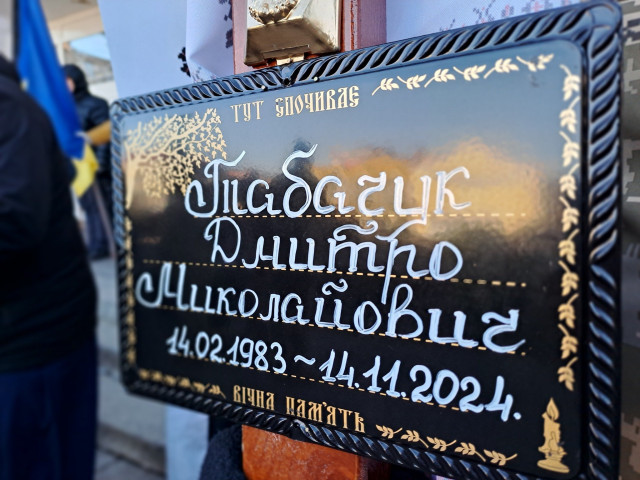 ТУТ СПОЧИВАЄ
Табачук
Дмитро
Миколайович
14.02.1983 ~ 14.11.2024.
ВІЧНА ПАМ'ЯТЬ